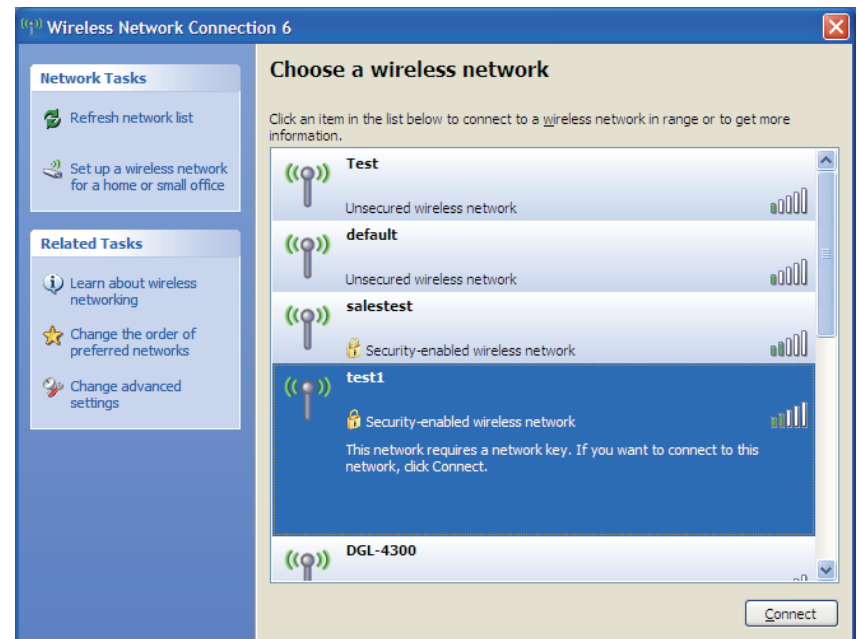 Wireless Network Connection 6
Network Tasks
Refresh network list
Set up a wireless network
for a home or small office
Related Tasks
Learn about wireless
networking
Change the order of
preferred networks
Change advanced
settings
Choose a wireless network
Click an item in the list below to connect to a wireless network in range or to get more
information.
Test
Unsecured wireless network
default
Unsecured wireless network
salestest
Security-enabled wireless network
test1
Security-enabled wireless network
This network requires a network key. If you want to connect to this
network, click Connect.
DGL-4300
Connect